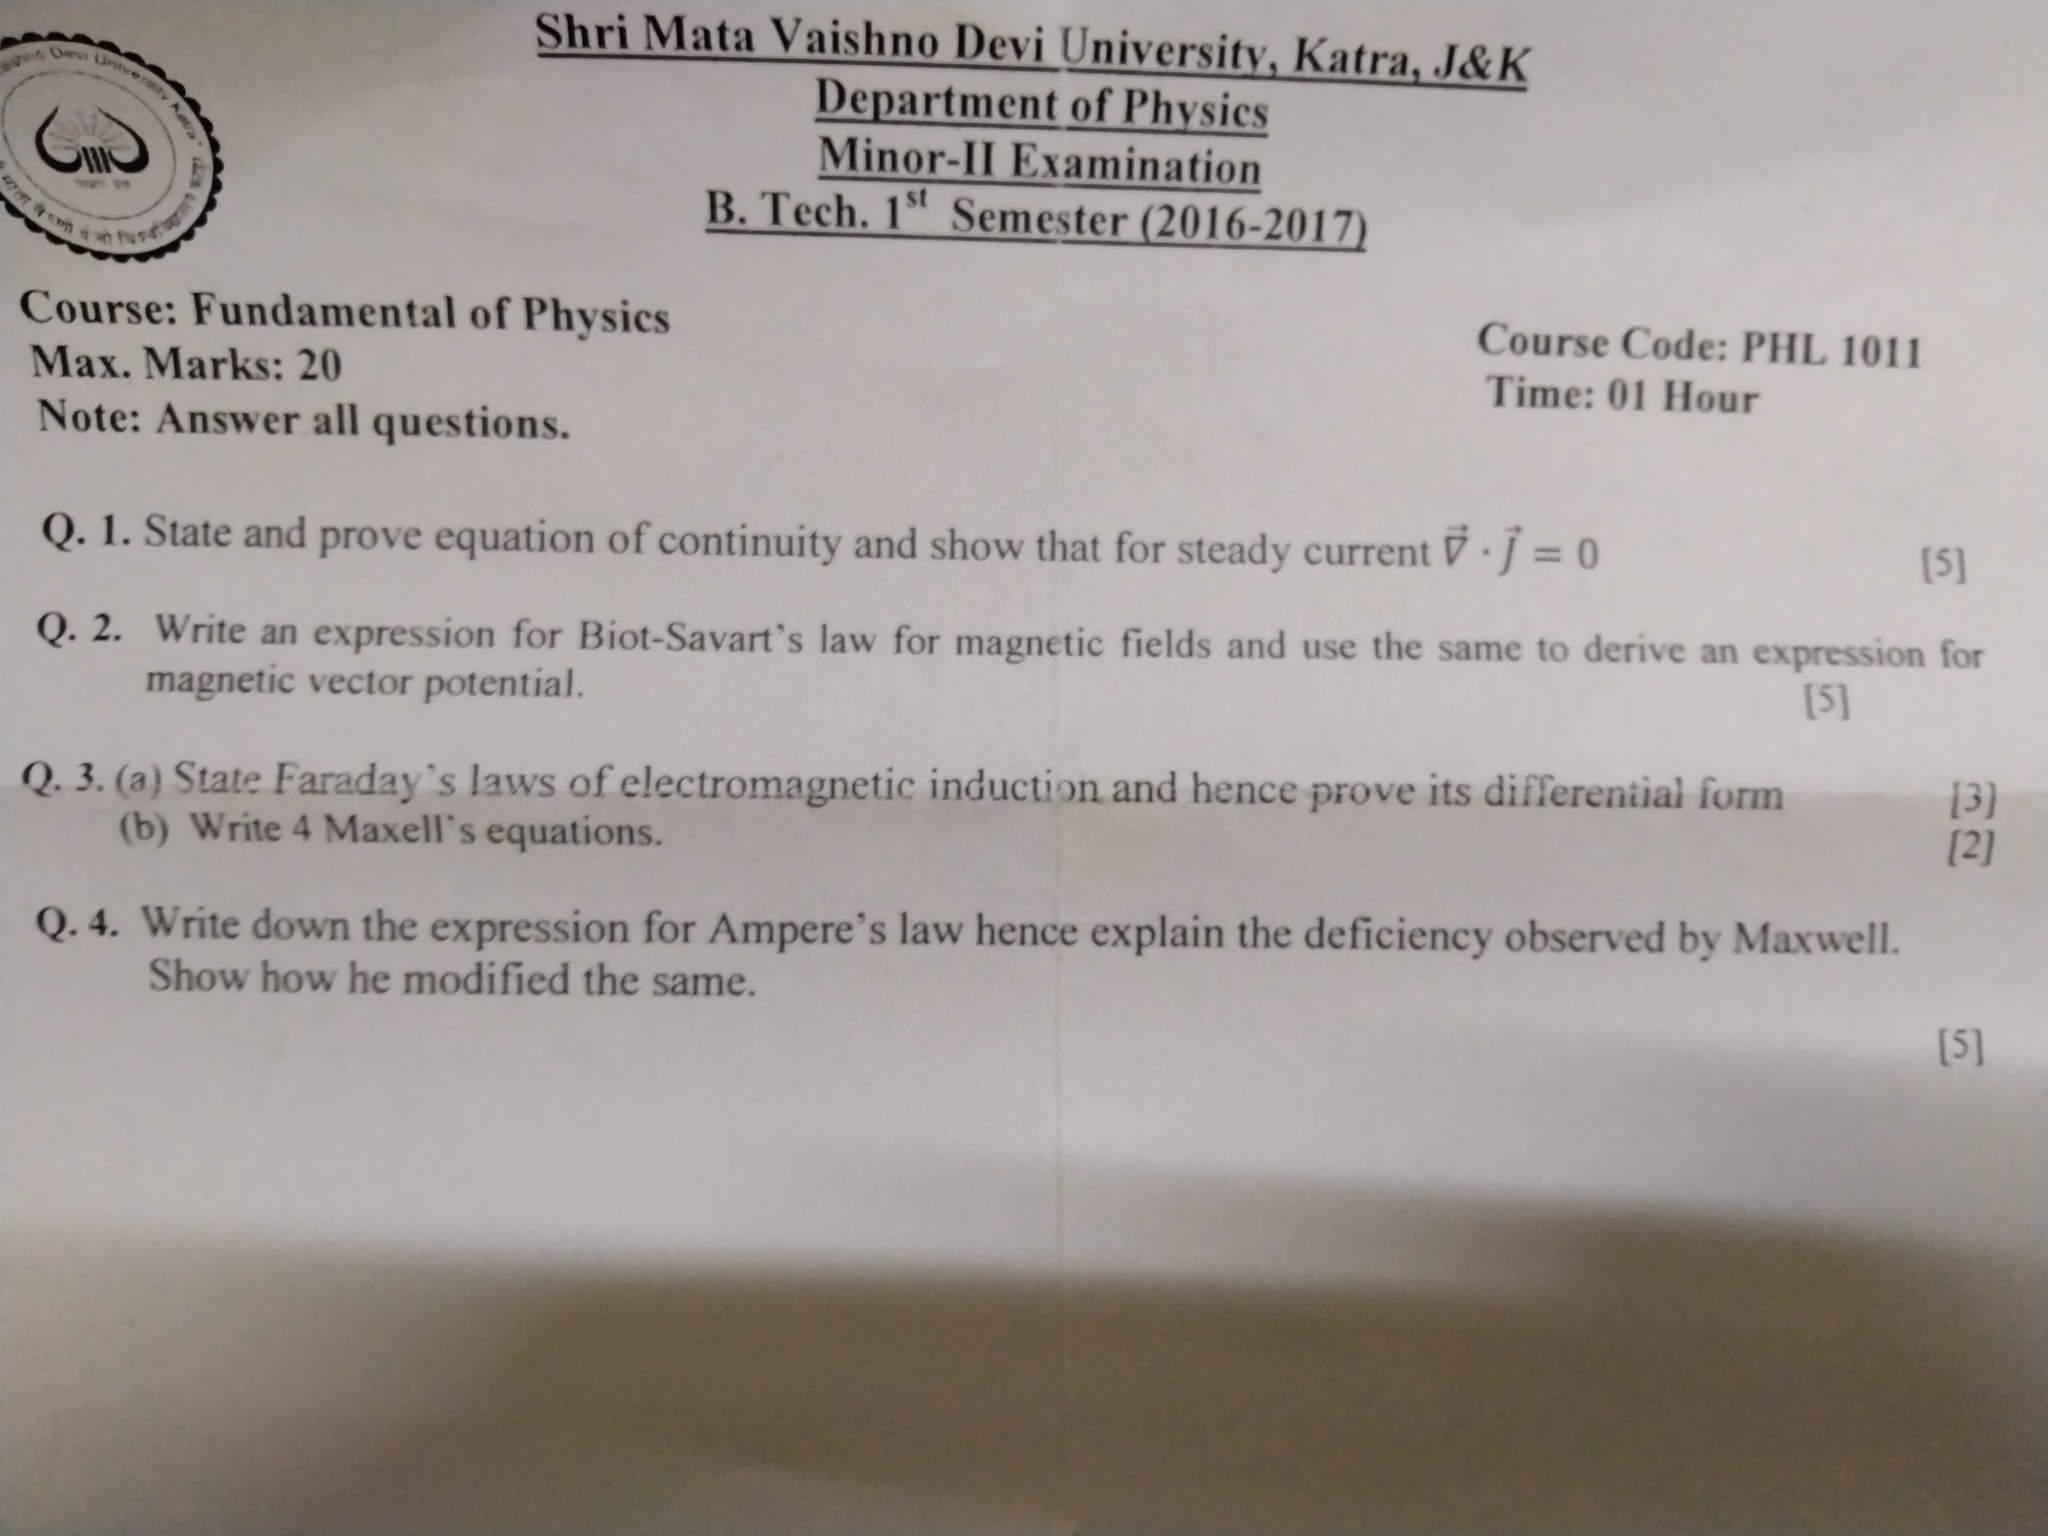 Devi University Katra
Shri Mata Vaishno Devi University, Katra, J&K
Department of Physics
Minor-II Examination
B. Tech. 1st Semester (2016-2017)
Course: Fundamental of Physics
Course Code: PHL 1011
Max. Marks: 20
Time: 01 Hour
Note: Answer all questions.
Q. 1. State and prove equation of continuity and show that for steady current ∇⃗ · J⃗ = 0 [5]
Q. 2. Write an expression for Biot-Savart's law for magnetic fields and use the same to derive an expression for
magnetic vector potential. [5]
Q. 3. (a) State Faraday's laws of electromagnetic induction and hence prove its differential form [3]
(b) Write 4 Maxell's equations. [2]
Q. 4. Write down the expression for Ampere's law hence explain the deficiency observed by Maxwell.
Show how he modified the same.
[5]